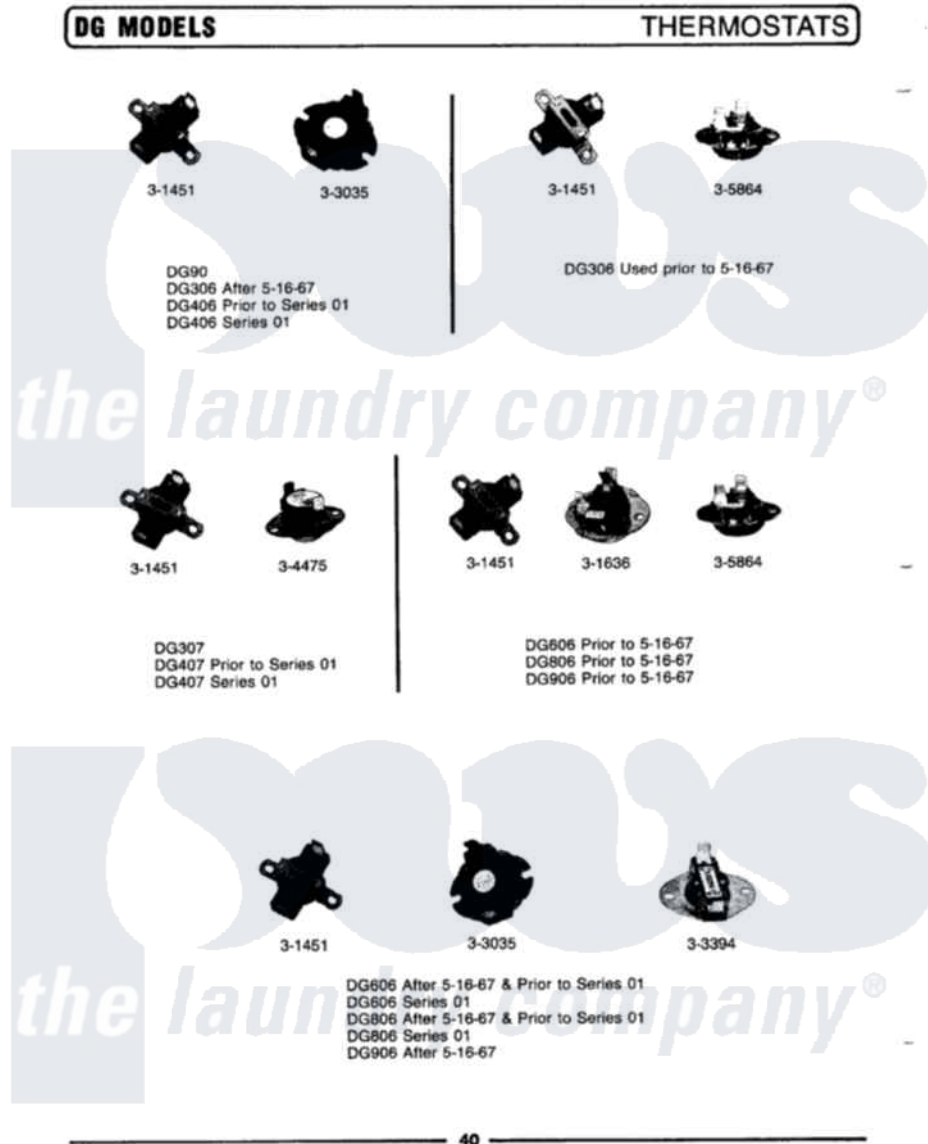 DG MODELS
THERMOSTATS
3-1451
3-3035
3-1451
3-5864
DG90
DG306 After 5-16-67
DG406 Prior to Series 01
DG406 Series 01
DG306 Used prior to 5-16-67
the laundry company®
3-1451
3-4475
3-1451
3-1636
3-5864
DG307
DG407 Prior to Series 01
DG407 Series 01
DG606 Prior to 5-16-67
DG806 Prior to 5-16-67
DG906 Prior to 5-16-67
3-1451
3-3035
3-3394
DG606 After 5-16-67 & Prior to Series 01
DG606 Series 01
DG806 After 5-16-67 & Prior to Series 01
DG806 Series 01
DG906 After 5-16-67
the laundry company®
40